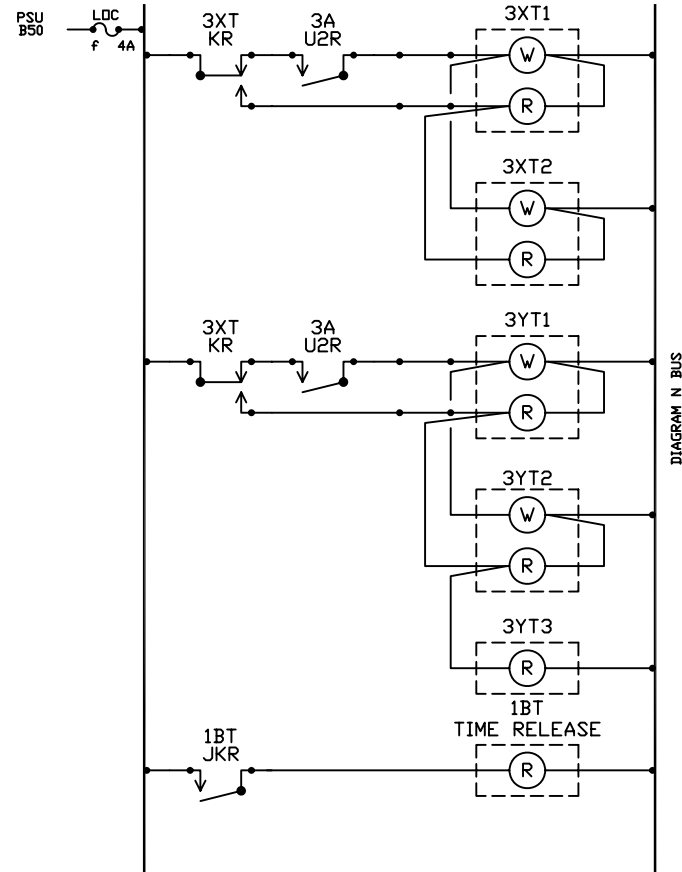 PSU
B50
LOC
f 4A
3XT
KR
3A
U2R
3XT1
W
R
3XT2
W
R
3XT
KR
3A
U2R
3YT1
W
R
3YT2
W
R
3YT3
R
1BT
JKR
1BT
TIME RELEASE
R
DIAGRAM N BUS